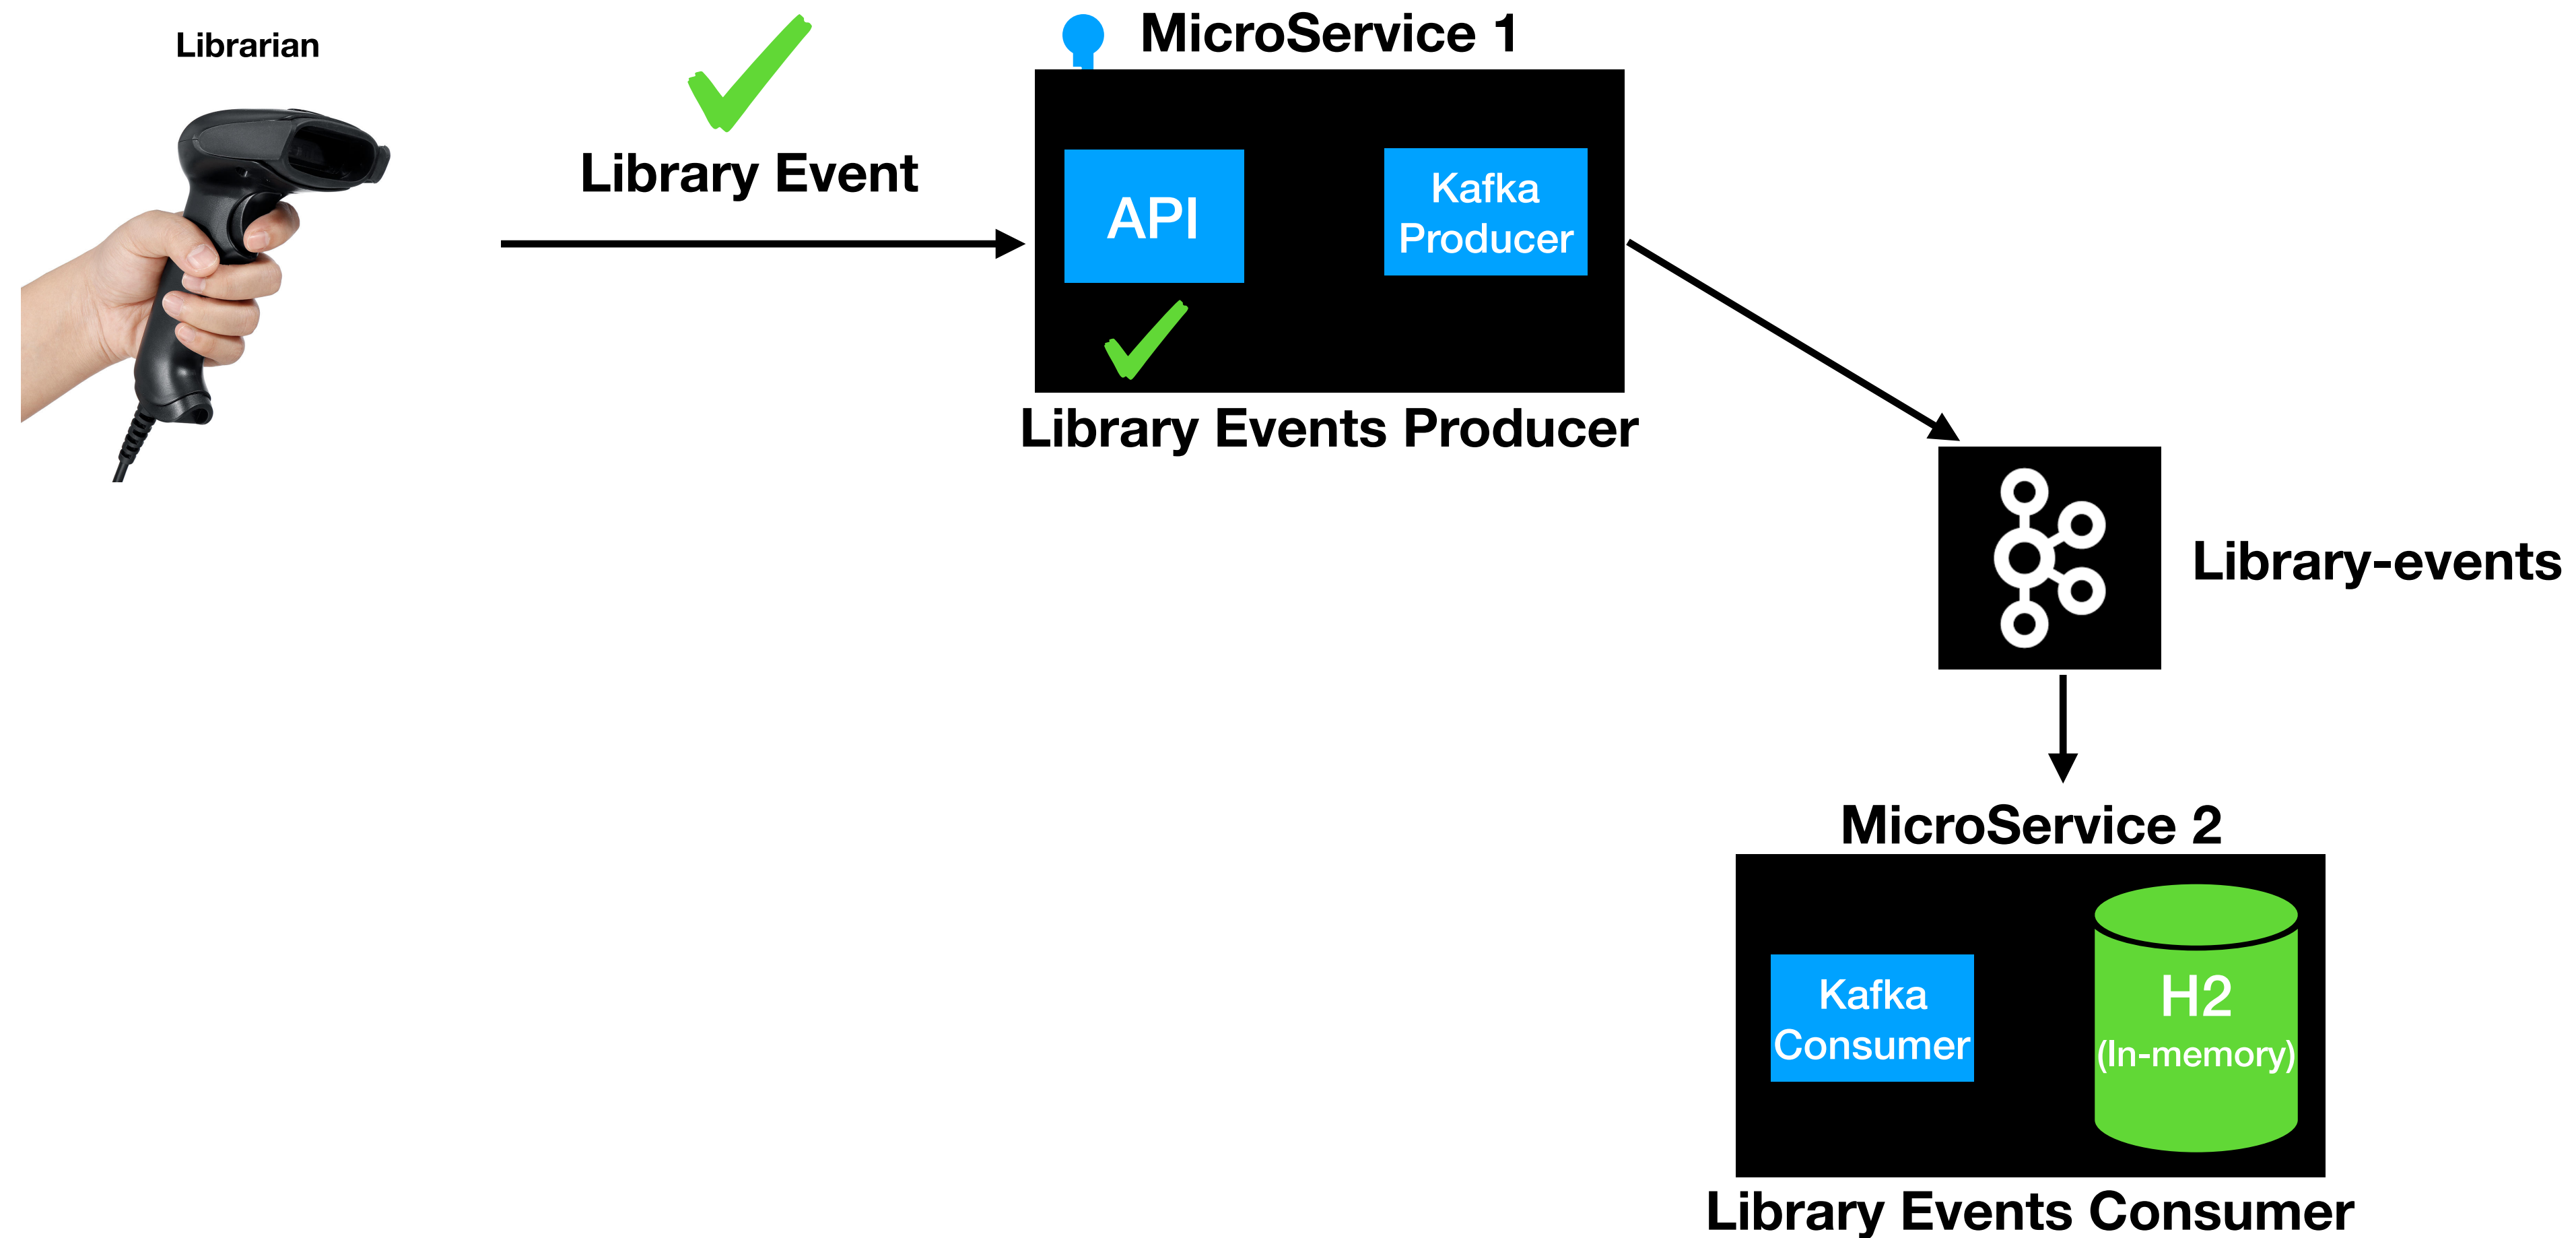 Librarian
Library Event
MicroService 1
API
Kafka
Producer
Library Events Producer
Library-events
MicroService 2
Kafka
Consumer
H2
(In-memory)
Library Events Consumer